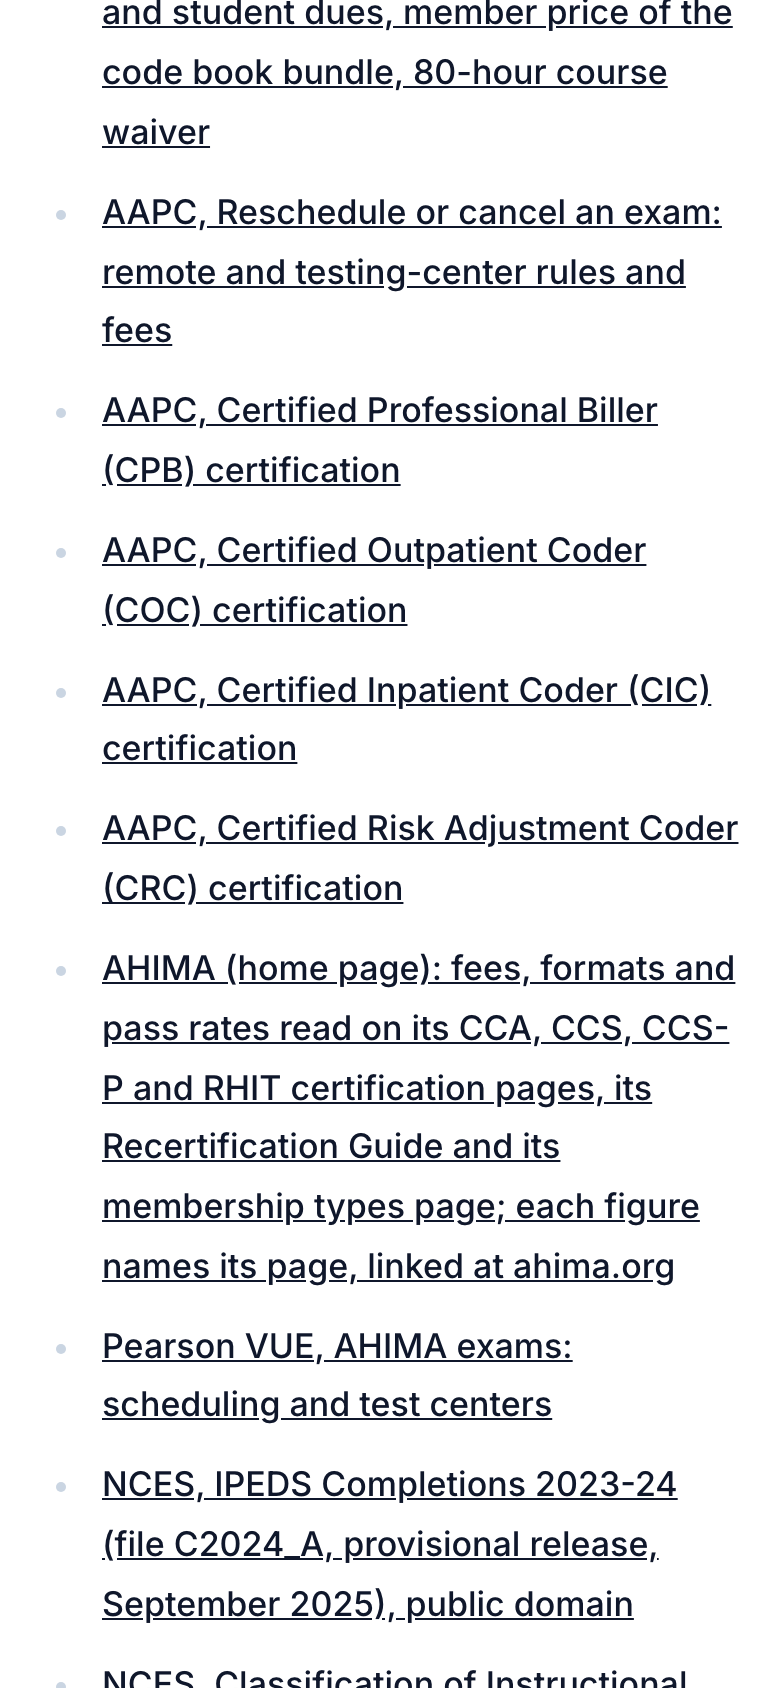 and student dues, member price of the
code book bundle, 80-hour course
waiver
AAPC, Reschedule or cancel an exam:
remote and testing-center rules and
fees
AAPC, Certified Professional Biller
(CPB) certification
AAPC, Certified Outpatient Coder
(COC) certification
AAPC, Certified Inpatient Coder (CIC)
certification
AAPC, Certified Risk Adjustment Coder
(CRC) certification
AHIMA (home page): fees, formats and
pass rates read on its CCA, CCS, CCS-
P and RHIT certification pages, its
Recertification Guide and its
membership types page; each figure
names its page, linked at ahima.org
Pearson VUE, AHIMA exams:
scheduling and test centers
NCES, IPEDS Completions 2023-24
(file C2024_A, provisional release,
September 2025), public domain
NCES, Classification of Instructional